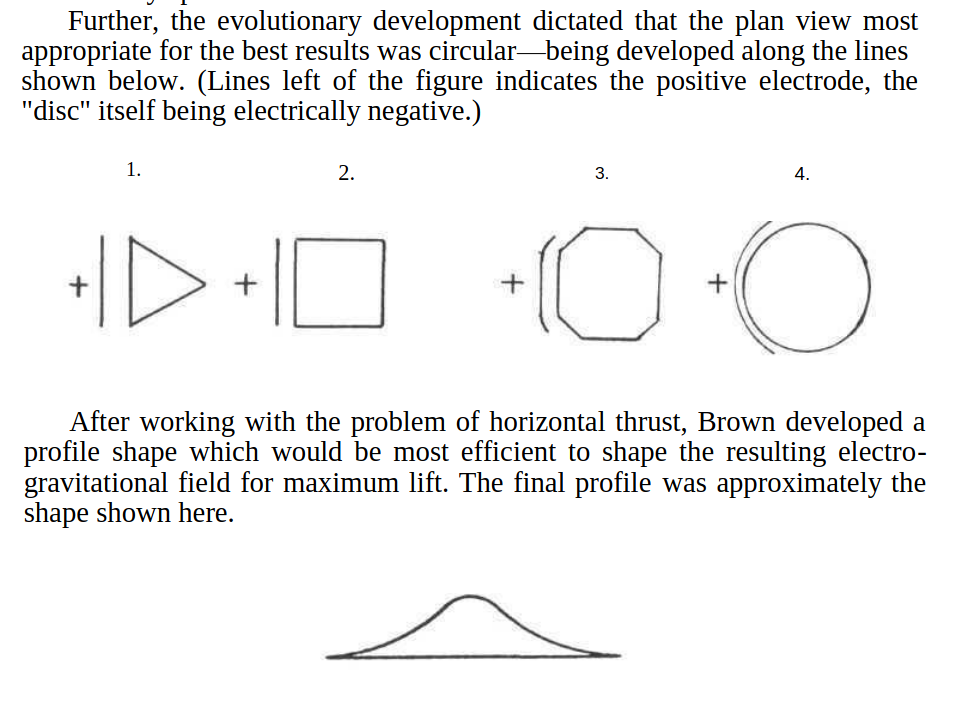 Further, the evolutionary development dictated that the plan view most
appropriate for the best results was circular—being developed along the lines
shown below. (Lines left of the figure indicates the positive electrode, the
"disc" itself being electrically negative.)
1. 2. 3. 4.
+ + + +
After working with the problem of horizontal thrust, Brown developed a
profile shape which would be most efficient to shape the resulting electro-
gravitational field for maximum lift. The final profile was approximately the
shape shown here.